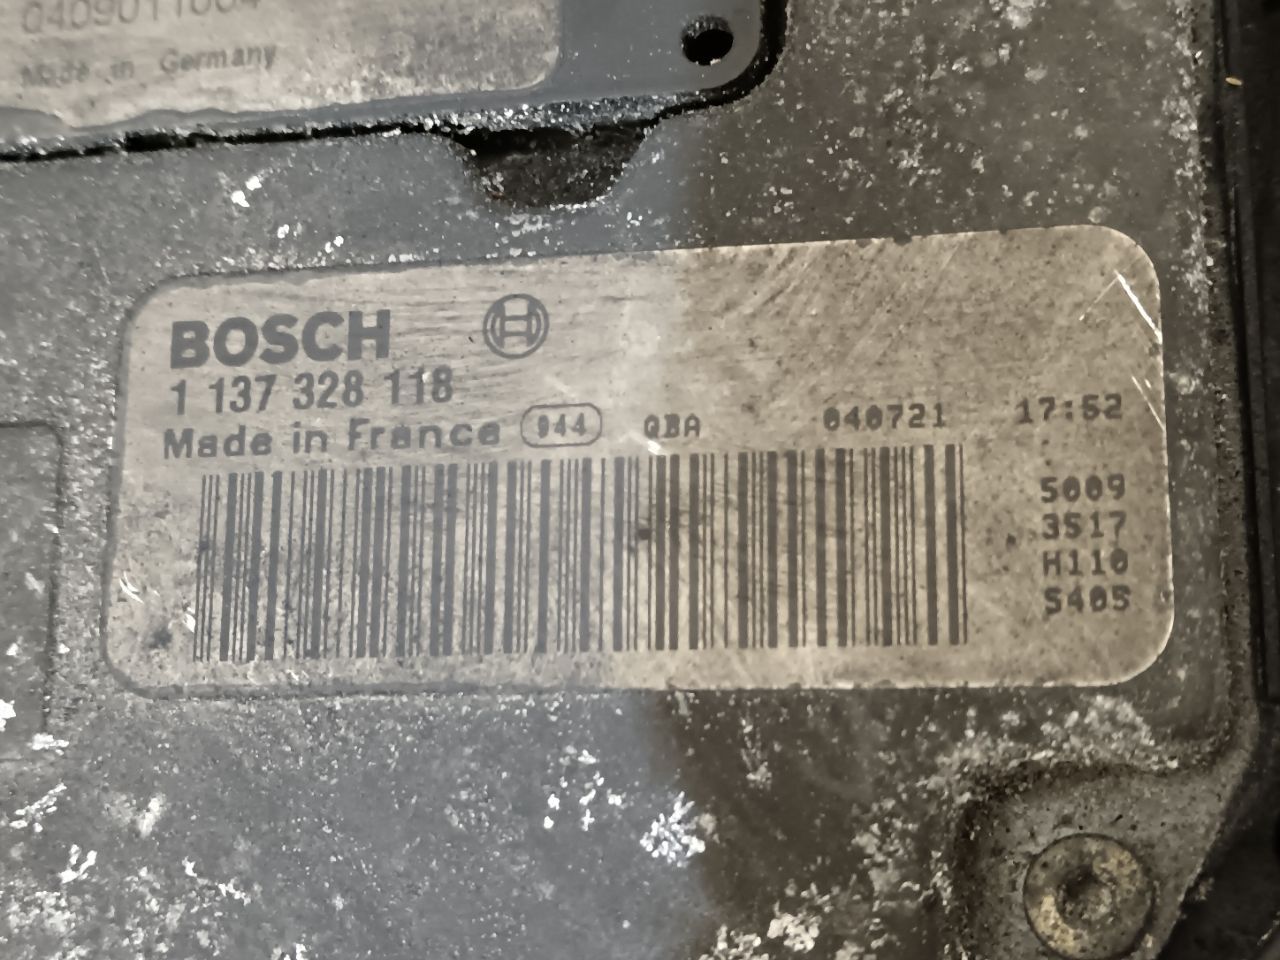 Made in Germany
BOSCH
1 137 328 118
Made in France 944 QBA 040721 17:52
5009
3S17
H110
S405